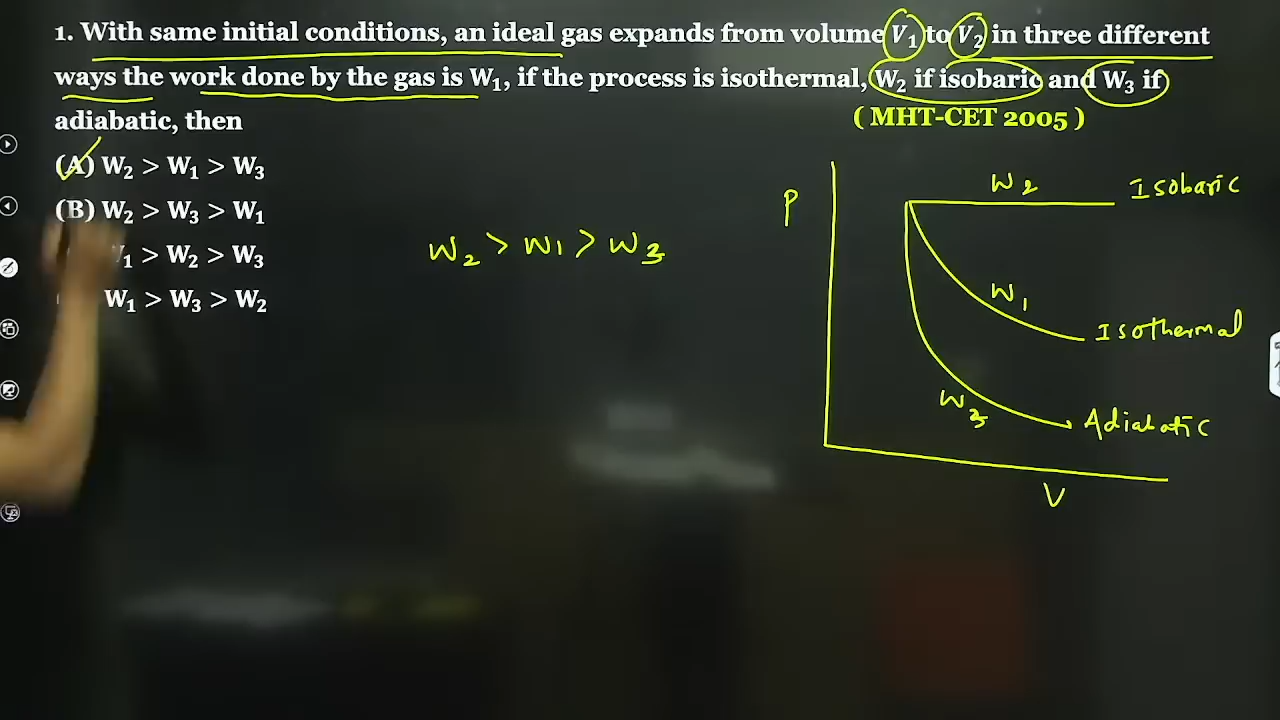 1. With same initial conditions, an ideal gas expands from volume V₁ to V₂ in three different
ways the work done by the gas is W₁, if the process is isothermal, W₂ if isobaric and W₃ if
adiabatic, then
( MHT-CET 2005 )
(A) W₂ > W₁ > W₃
(B) W₂ > W₃ > W₁
V₁ > W₂ > W₃
W₁ > W₃ > W₂
W₂ > W₁ > W₃
P
W₂
Isobaric
W₁
Isothermal
W₃
Adiabatic
V